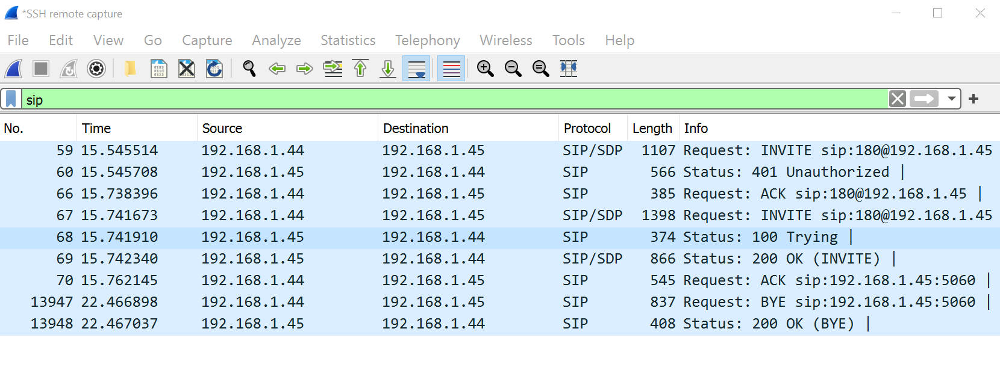 *SSH remote capture
File Edit View Go Capture Analyze Statistics Telephony Wireless Tools Help
sip
No. Time Source Destination Protocol Length Info
59 15.545514 192.168.1.44 192.168.1.45 SIP/SDP 1107 Request: INVITE sip:180@192.168.1.45
60 15.545708 192.168.1.45 192.168.1.44 SIP 566 Status: 401 Unauthorized |
66 15.738396 192.168.1.44 192.168.1.45 SIP 385 Request: ACK sip:180@192.168.1.45 |
67 15.741673 192.168.1.44 192.168.1.45 SIP/SDP 1398 Request: INVITE sip:180@192.168.1.45
68 15.741910 192.168.1.45 192.168.1.44 SIP 374 Status: 100 Trying |
69 15.742340 192.168.1.45 192.168.1.44 SIP/SDP 866 Status: 200 OK (INVITE) |
70 15.762145 192.168.1.44 192.168.1.45 SIP 545 Request: ACK sip:192.168.1.45:5060 |
13947 22.466898 192.168.1.44 192.168.1.45 SIP 837 Request: BYE sip:192.168.1.45:5060 |
13948 22.467037 192.168.1.45 192.168.1.44 SIP 408 Status: 200 OK (BYE) |